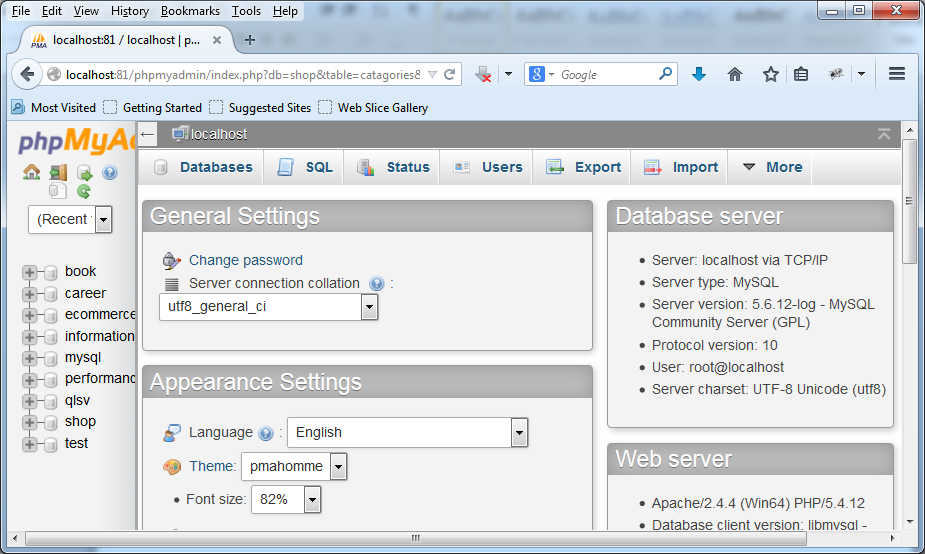 File Edit View History Bookmarks Tools Help
localhost:81 / localhost | p...
localhost:81/phpmyadmin/index.php?db=shop&table=catagories&
Google
Most Visited Getting Started Suggested Sites Web Slice Gallery
phpMyAd
localhost
Databases SQL Status Users Export Import More
(Recent
book
career
ecommerce
information
mysql
performanc
qlsv
shop
test
General Settings
Change password
Server connection collation :
utf8_general_ci
Appearance Settings
Language : English
Theme: pmahomme
Font size: 82%
Database server
Server: localhost via TCP/IP
Server type: MySQL
Server version: 5.6.12-log - MySQL
Community Server (GPL)
Protocol version: 10
User: root@localhost
Server charset: UTF-8 Unicode (utf8)
Web server
Apache/2.4.4 (Win64) PHP/5.4.12
Database client version: libmysql -